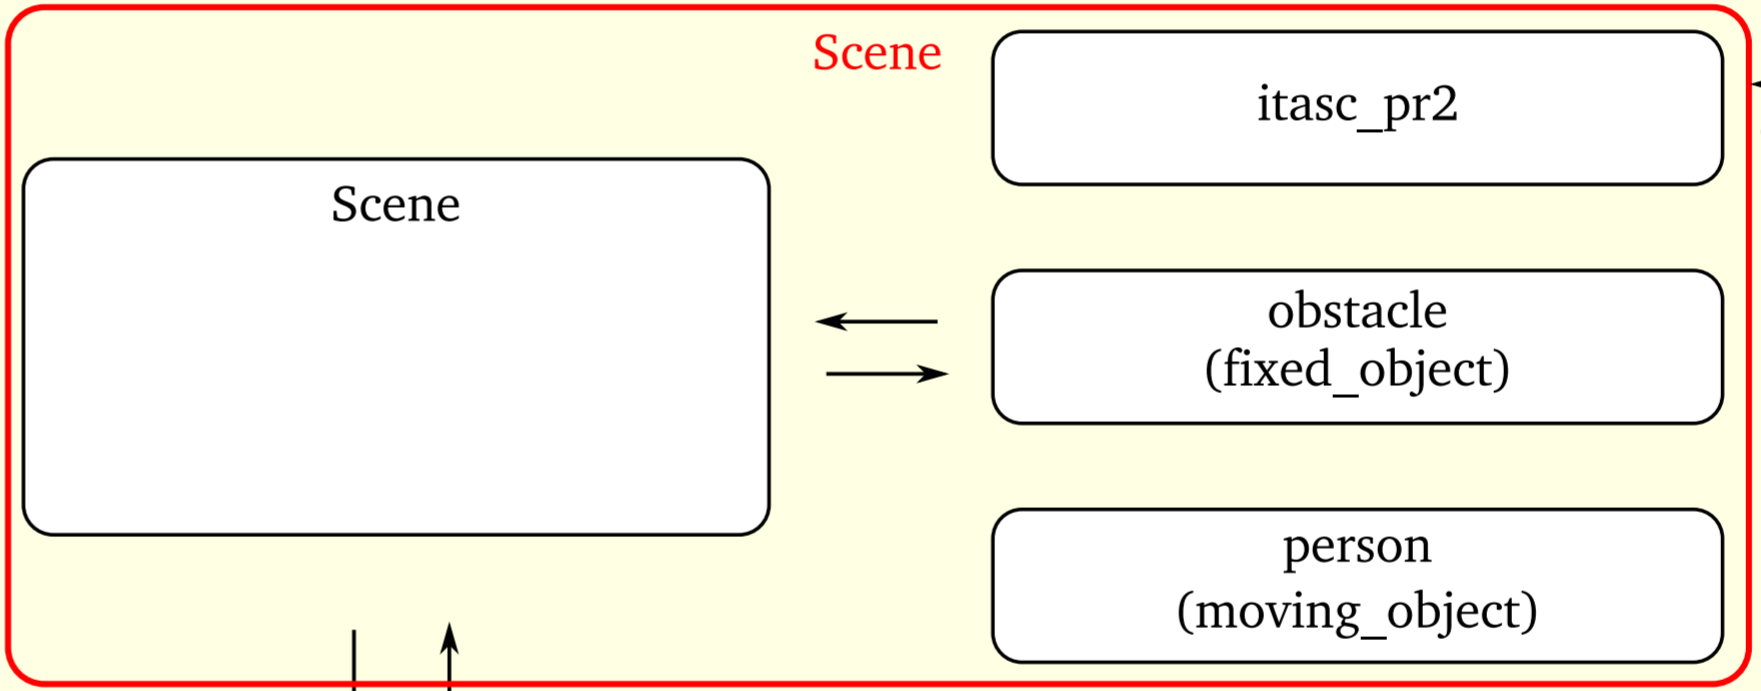 Scene
itasc_pr2
Scene
obstacle
(fixed_object)
person
(moving_object)